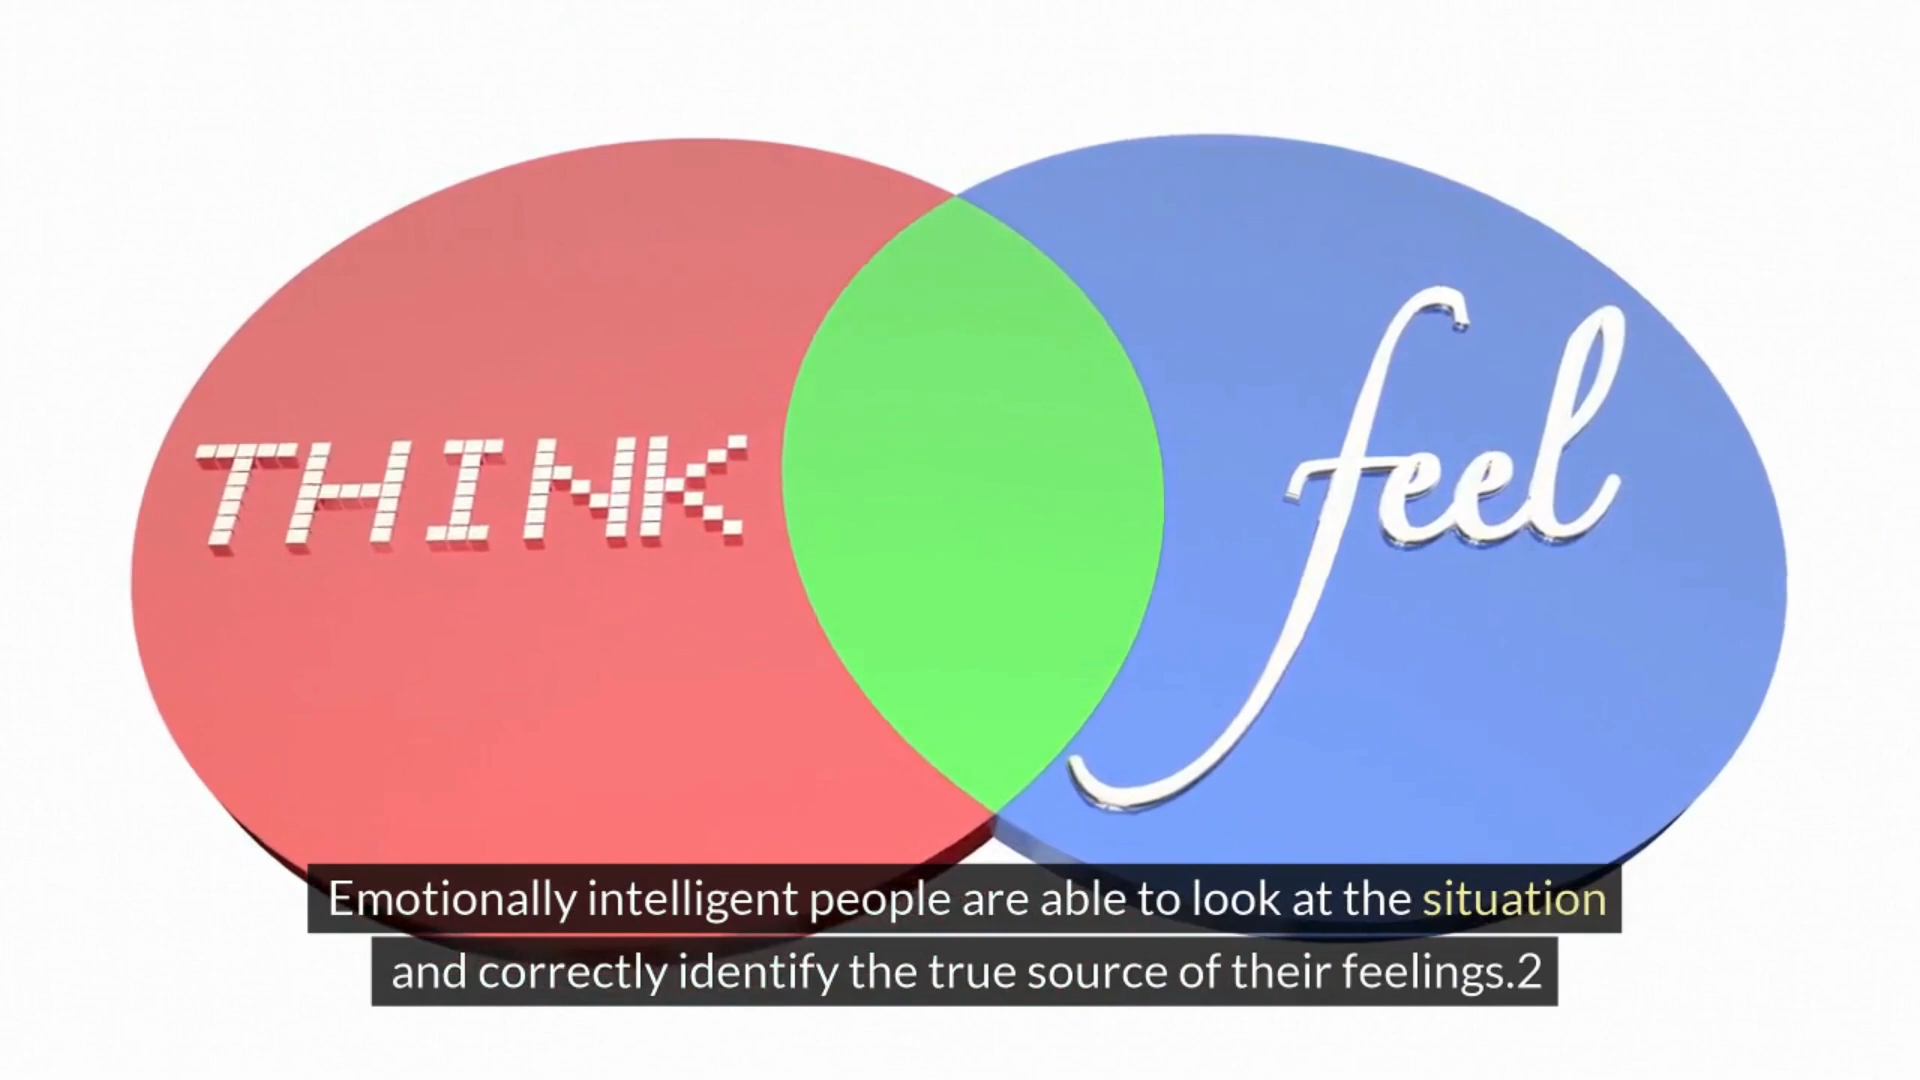 THINK
feel
Emotionally intelligent people are able to look at the situation
and correctly identify the true source of their feelings.2